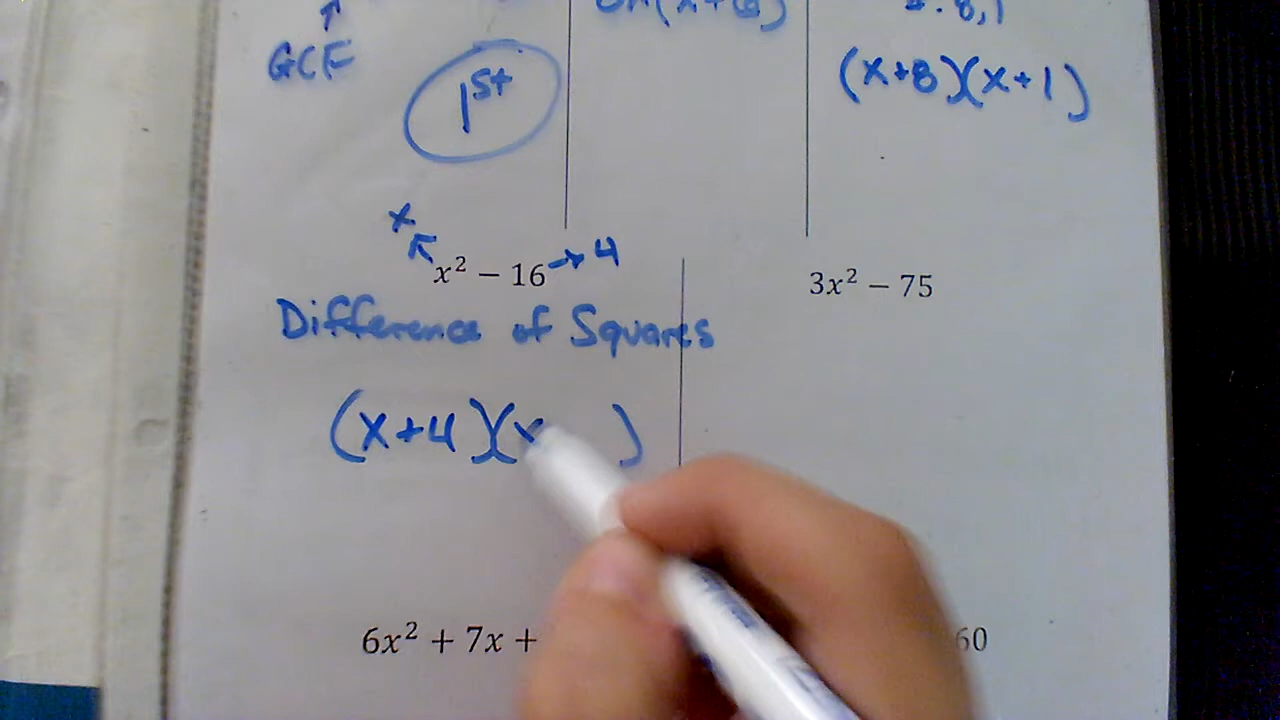 GCF
1st
(x+8)(x+1)
x
x² − 16 → 4
3x² − 75
Difference of Squares
(x+4)(x )
6x² + 7x +
60